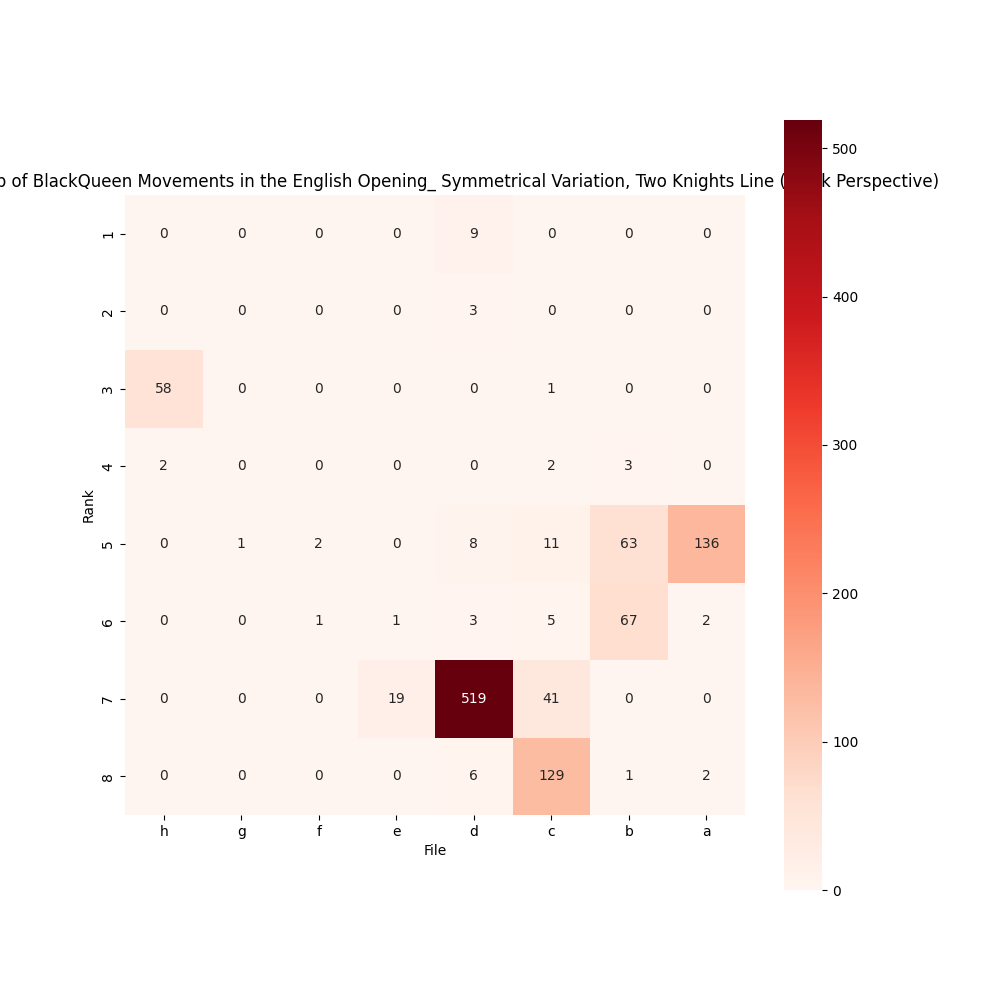 of BlackQueen Movements in the English Opening_ Symmetrical Variation, Two Knights Line ( Perspective)
1 0 0 0 0 9 0 0 0
2 0 0 0 0 3 0 0 0
3 58 0 0 0 0 1 0 0
4 2 0 0 0 0 2 3 0
Rank
5 0 1 2 0 8 11 63 136
6 0 0 1 1 3 5 67 2
7 0 0 0 19 519 41 0 0
8 0 0 0 0 6 129 1 2
h g f e d c b a
File
500
400
300
200
100
0